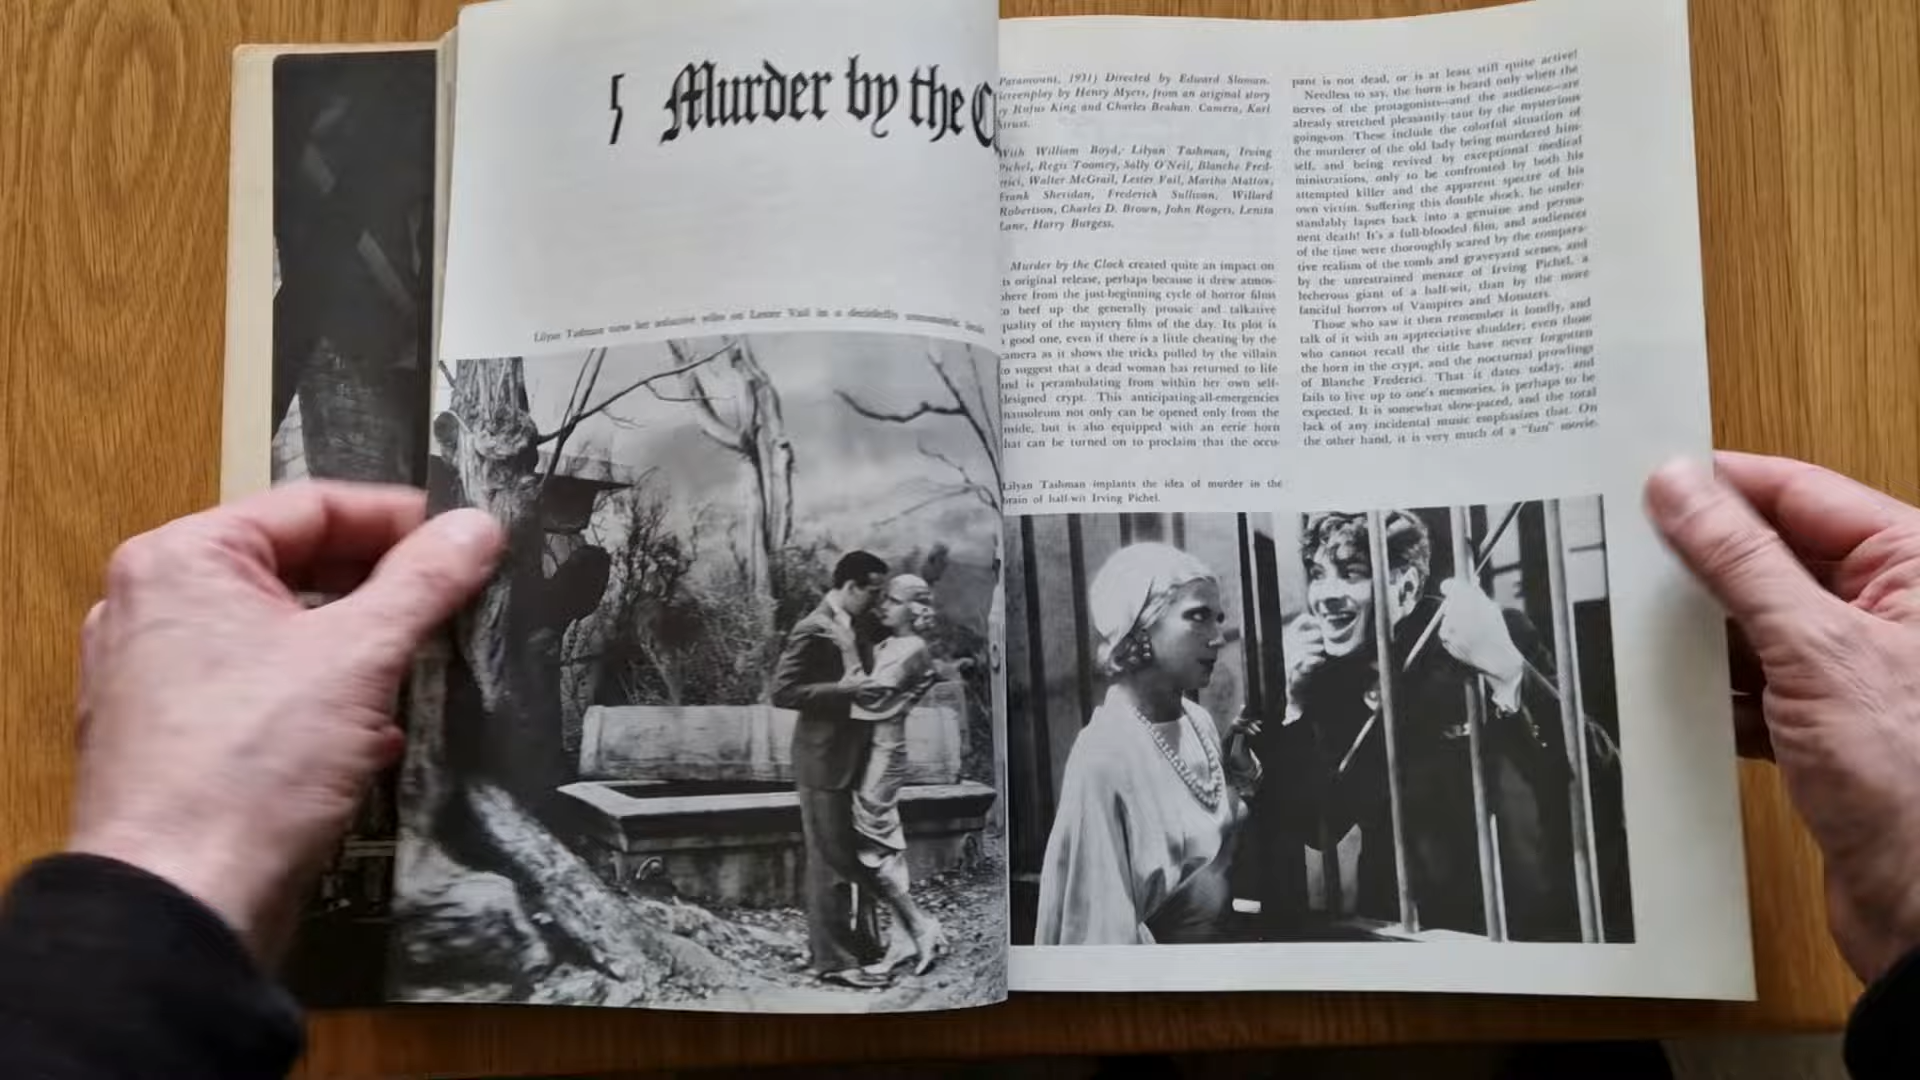 5 Murder by the C
Lilyan Tashman turns her seductive wiles on Lester Vail in a decidedly unromantic
Paramount, 1931) Directed by Edward Sloman.
Screenplay by Henry Myers, from an original story
by Rufus King and Charles Beahan. Camera, Karl
Struss.
With William Boyd, Lilyan Tashman, Irving
Pichel, Regis Toomey, Sally O'Neil, Blanche Fred-
erici, Walter McGrail, Lester Vail, Martha Mattox,
Frank Sheridan, Frederick Sullivan, Willard
Robertson, Charles D. Brown, John Rogers, Lenita
Lane, Harry Burgess.
Murder by the Clock created quite an impact on
its original release, perhaps because it drew atmos-
phere from the just-beginning cycle of horror films
to beef up the generally prosaic and talkative
quality of the mystery films of the day. Its plot is
a good one, even if there is a little cheating by the
camera as it shows the tricks pulled by the villain
to suggest that a dead woman has returned to life
and is perambulating from within her own self-
designed crypt. This anticipating-all-emergencies
mausoleum not only can be opened only from the
inside, but is also equipped with an eerie horn
that can be turned on to proclaim that the occu-
pant is not dead, or is at least still quite active!
Needless to say, the horn is heard only when the
nerves of the protagonists—and the audience—are
already stretched pleasantly taut by the mysterious
goings-on. These include the colorful situation of
the murderer of the old lady being murdered him-
self, and being revived by exceptional medical
ministrations, only to be confronted by both his
attempted killer and the apparent spectre of his
own victim. Suffering this double shock, he under-
standably lapses back into a genuine and perma-
nent death! It's a full-blooded film, and audiences
of the time were thoroughly scared by the compara-
tive realism of the tomb and graveyard scenes, and
by the unrestrained menace of Irving Pichel, a
lecherous giant of a half-wit, than by the more
fanciful horrors of Vampires and Monsters.
Those who saw it then remember it fondly, and
talk of it with an appreciative shudder; even those
who cannot recall the title have never forgotten
the horn in the crypt, and the nocturnal prowlings
of Blanche Frederici. That it dates today, and
fails to live up to one's memories, is perhaps to be
expected. It is somewhat slow-paced, and the total
lack of any incidental music emphasizes that. On
the other hand, it is very much of a "fun" movie.
Lilyan Tashman implants the idea of murder in the
brain of half-wit Irving Pichel.